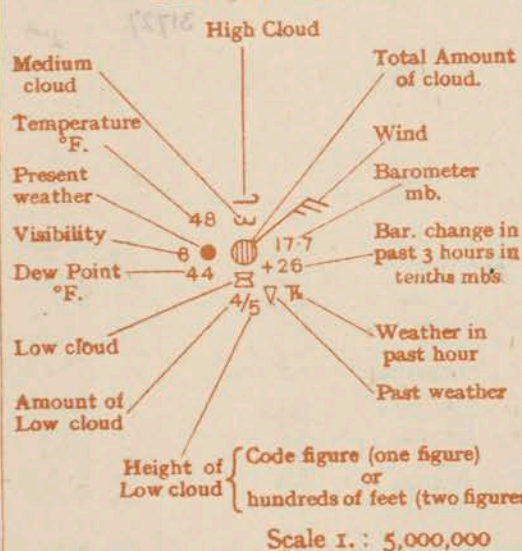 31727
High Cloud
Medium
cloud
Total Amount
of cloud.
Temperature
°F.
Wind
Present
weather
Barometer
mb.
48
17.7
Visibility
8
Bar. change in
past 3 hours in
tenths mb's
+26
Dew Point
°F.
44
4/5
Low cloud
Weather in
past hour
Past weather
Amount of
Low cloud
Height of
Low cloud
Code figure (one figure)
or
hundreds of feet (two figures
Scale 1. : 5,000,000